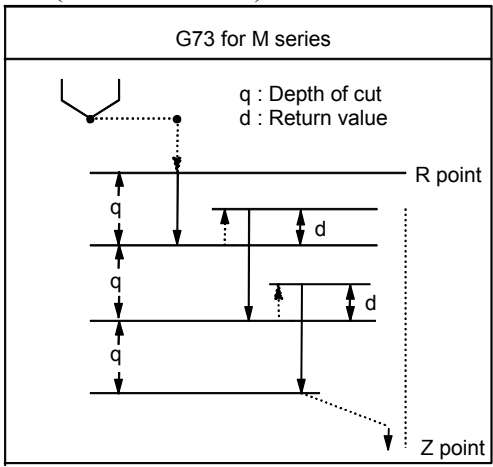 G73 for M series
q : Depth of cut
d : Return value
R point
q
d
q
d
q
Z point